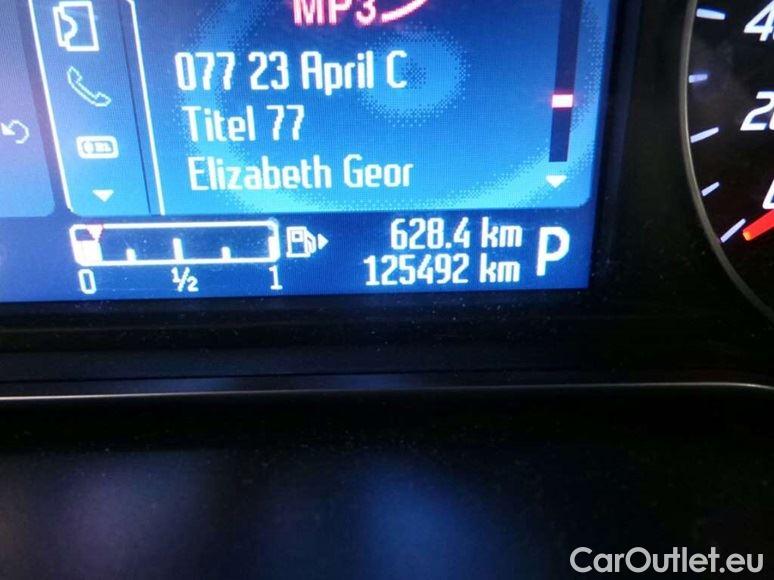 MP3
077 23 April C
Titel 77
Elizabeth Geor
628.4 km
125492 km
P
0 ½ 1
CarOutlet.eu